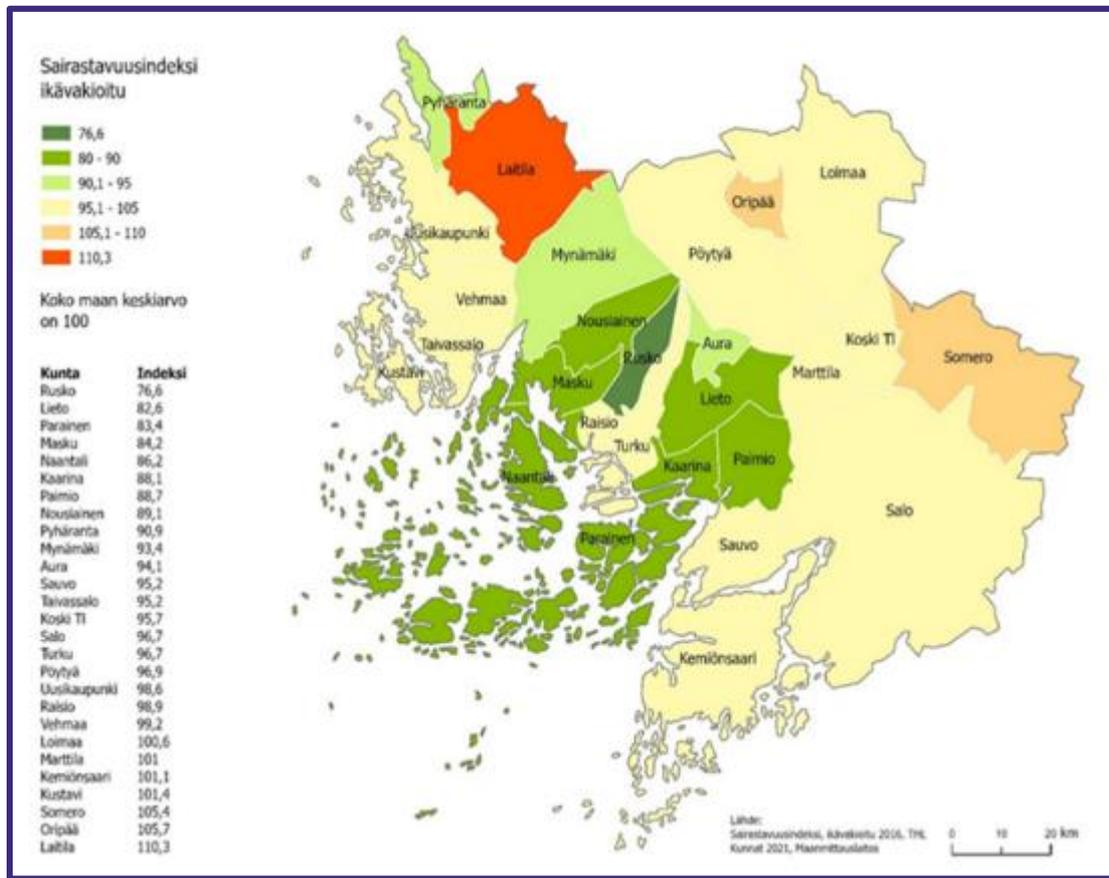 Sairastavuusindeksi
ikävakioitu
76,6
80 - 90
90,1 - 95
95,1 - 105
105,1 - 110
110,3
Koko maan keskiarvo
on 100
Kunta Indeksi
Rusko 76,6
Lieto 82,6
Parainen 83,4
Masku 84,2
Naantali 86,2
Kaarina 88,1
Paimio 88,7
Nousiainen 89,1
Pyhäranta 90,9
Mynämäki 93,4
Aura 94,1
Sauvo 95,2
Taivassalo 95,2
Koski Tl 95,7
Salo 96,7
Turku 96,7
Pöytyä 96,9
Uusikaupunki 98,6
Raisio 98,9
Vehmaa 99,2
Loimaa 100,6
Marttila 101
Kemiönsaari 101,1
Kustavi 101,4
Somero 105,4
Oripää 105,7
Laitila 110,3
Pyhäranta
Laitila
Loimaa
Oripää
Uusikaupunki
Mynämäki
Pöytyä
Vehmaa
Nousiainen
Taivassalo
Rusko
Aura
Koski Tl
Somero
Kustavi
Masku
Marttila
Lieto
Raisio
Turku
Naantali
Kaarina
Paimio
Salo
Parainen
Sauvo
Kemiönsaari
Lähde:
Sairastavuusindeksi, ikävakioitu 2016, THL
Kunnat 2021, Maanmittauslaitos
0 10 20 km